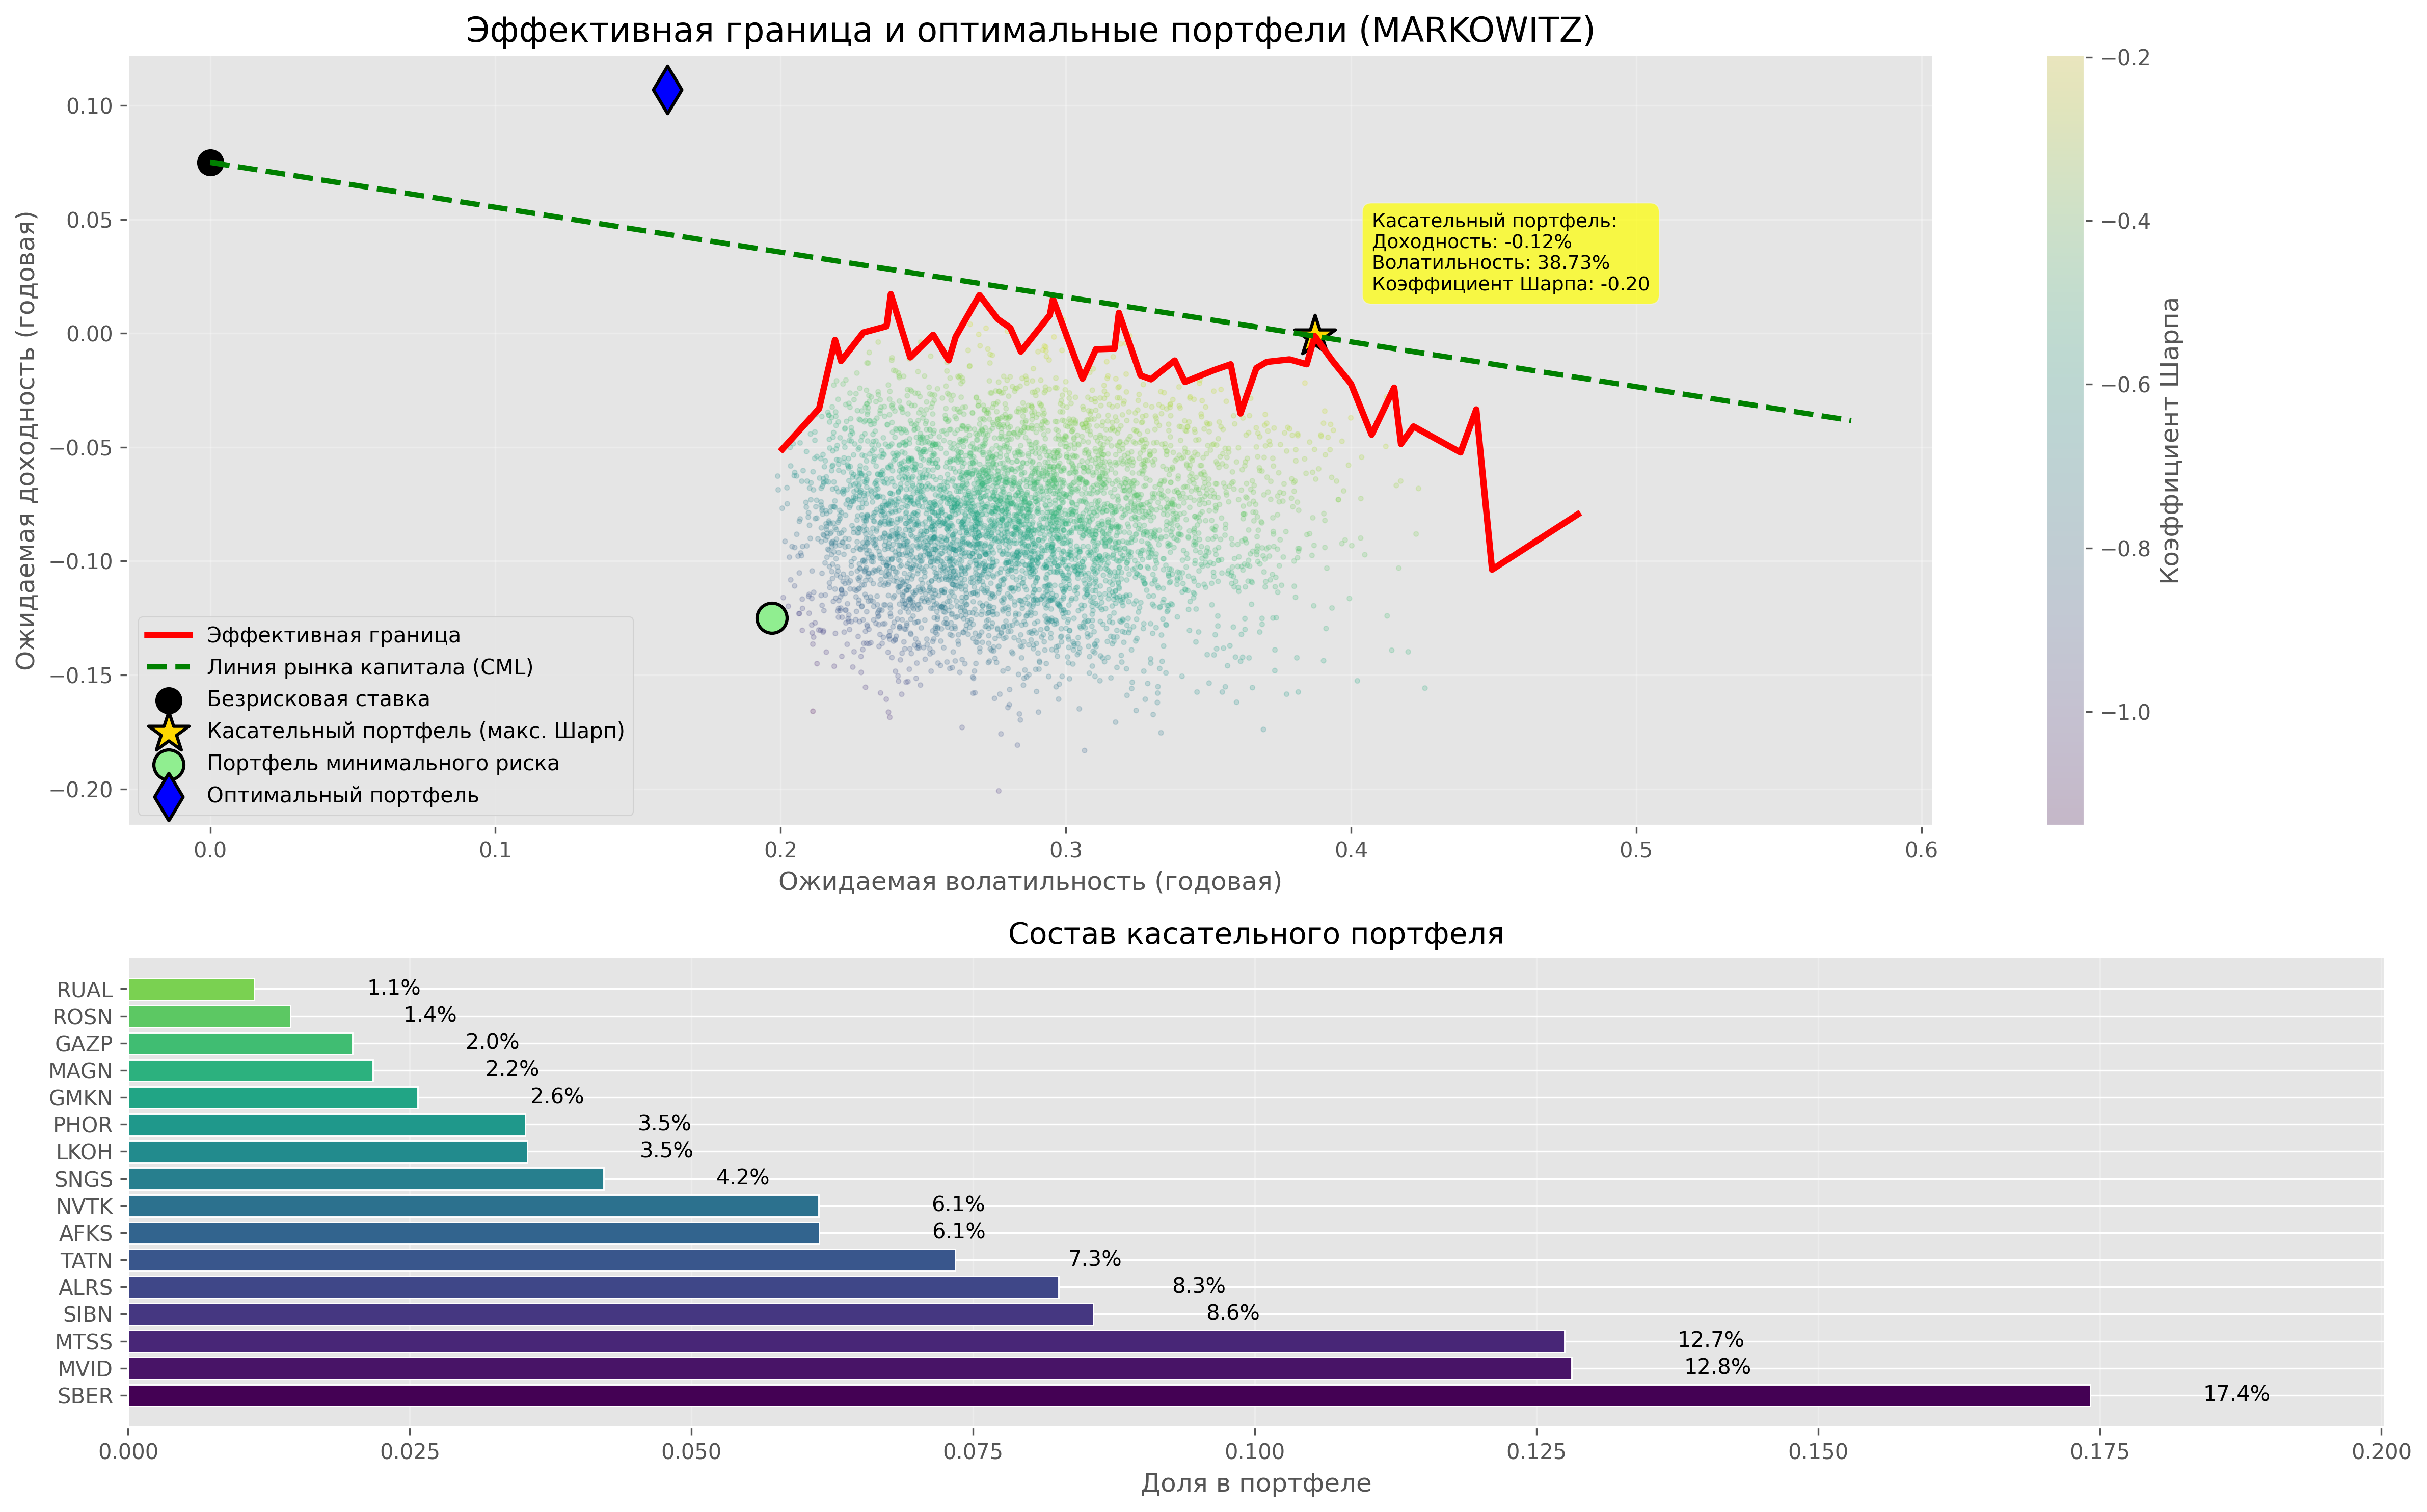 Эффективная граница и оптимальные портфели (MARKOWITZ)
Ожидаемая доходность (годовая)
0.10
0.05
0.00
−0.05
−0.10
−0.15
−0.20
Касательный портфель:
Доходность: -0.12%
Волатильность: 38.73%
Коэффициент Шарпа: -0.20
Эффективная граница
Линия рынка капитала (CML)
Безрисковая ставка
Касательный портфель (макс. Шарп)
Портфель минимального риска
Оптимальный портфель
0.0 0.1 0.2 0.3 0.4 0.5 0.6
Ожидаемая волатильность (годовая)
−0.2
−0.4
−0.6
−0.8
−1.0
Коэффициент Шарпа
Состав касательного портфеля
RUAL 1.1%
ROSN 1.4%
GAZP 2.0%
MAGN 2.2%
GMKN 2.6%
PHOR 3.5%
LKOH 3.5%
SNGS 4.2%
NVTK 6.1%
AFKS 6.1%
TATN 7.3%
ALRS 8.3%
SIBN 8.6%
MTSS 12.7%
MVID 12.8%
SBER 17.4%
0.000 0.025 0.050 0.075 0.100 0.125 0.150 0.175 0.200
Доля в портфеле